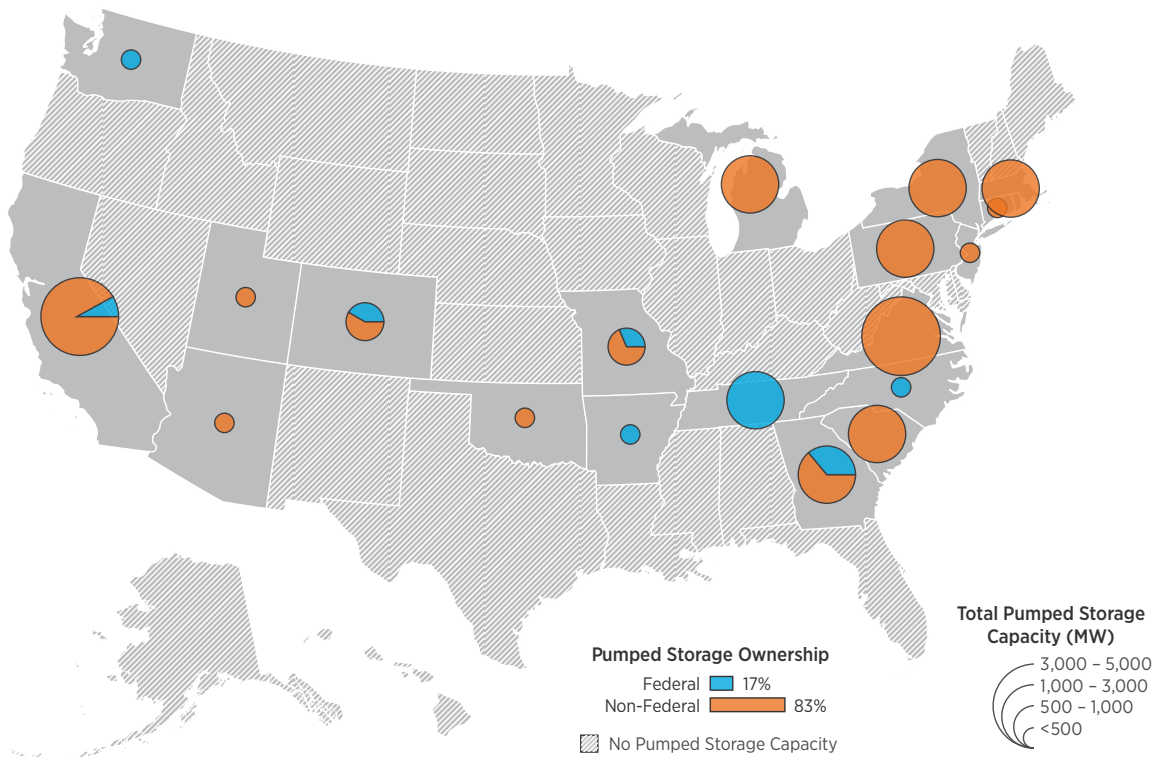 Pumped Storage Ownership
Federal 17%
Non-Federal 83%
No Pumped Storage Capacity
Total Pumped Storage
Capacity (MW)
3,000 – 5,000
1,000 – 3,000
500 – 1,000
<500